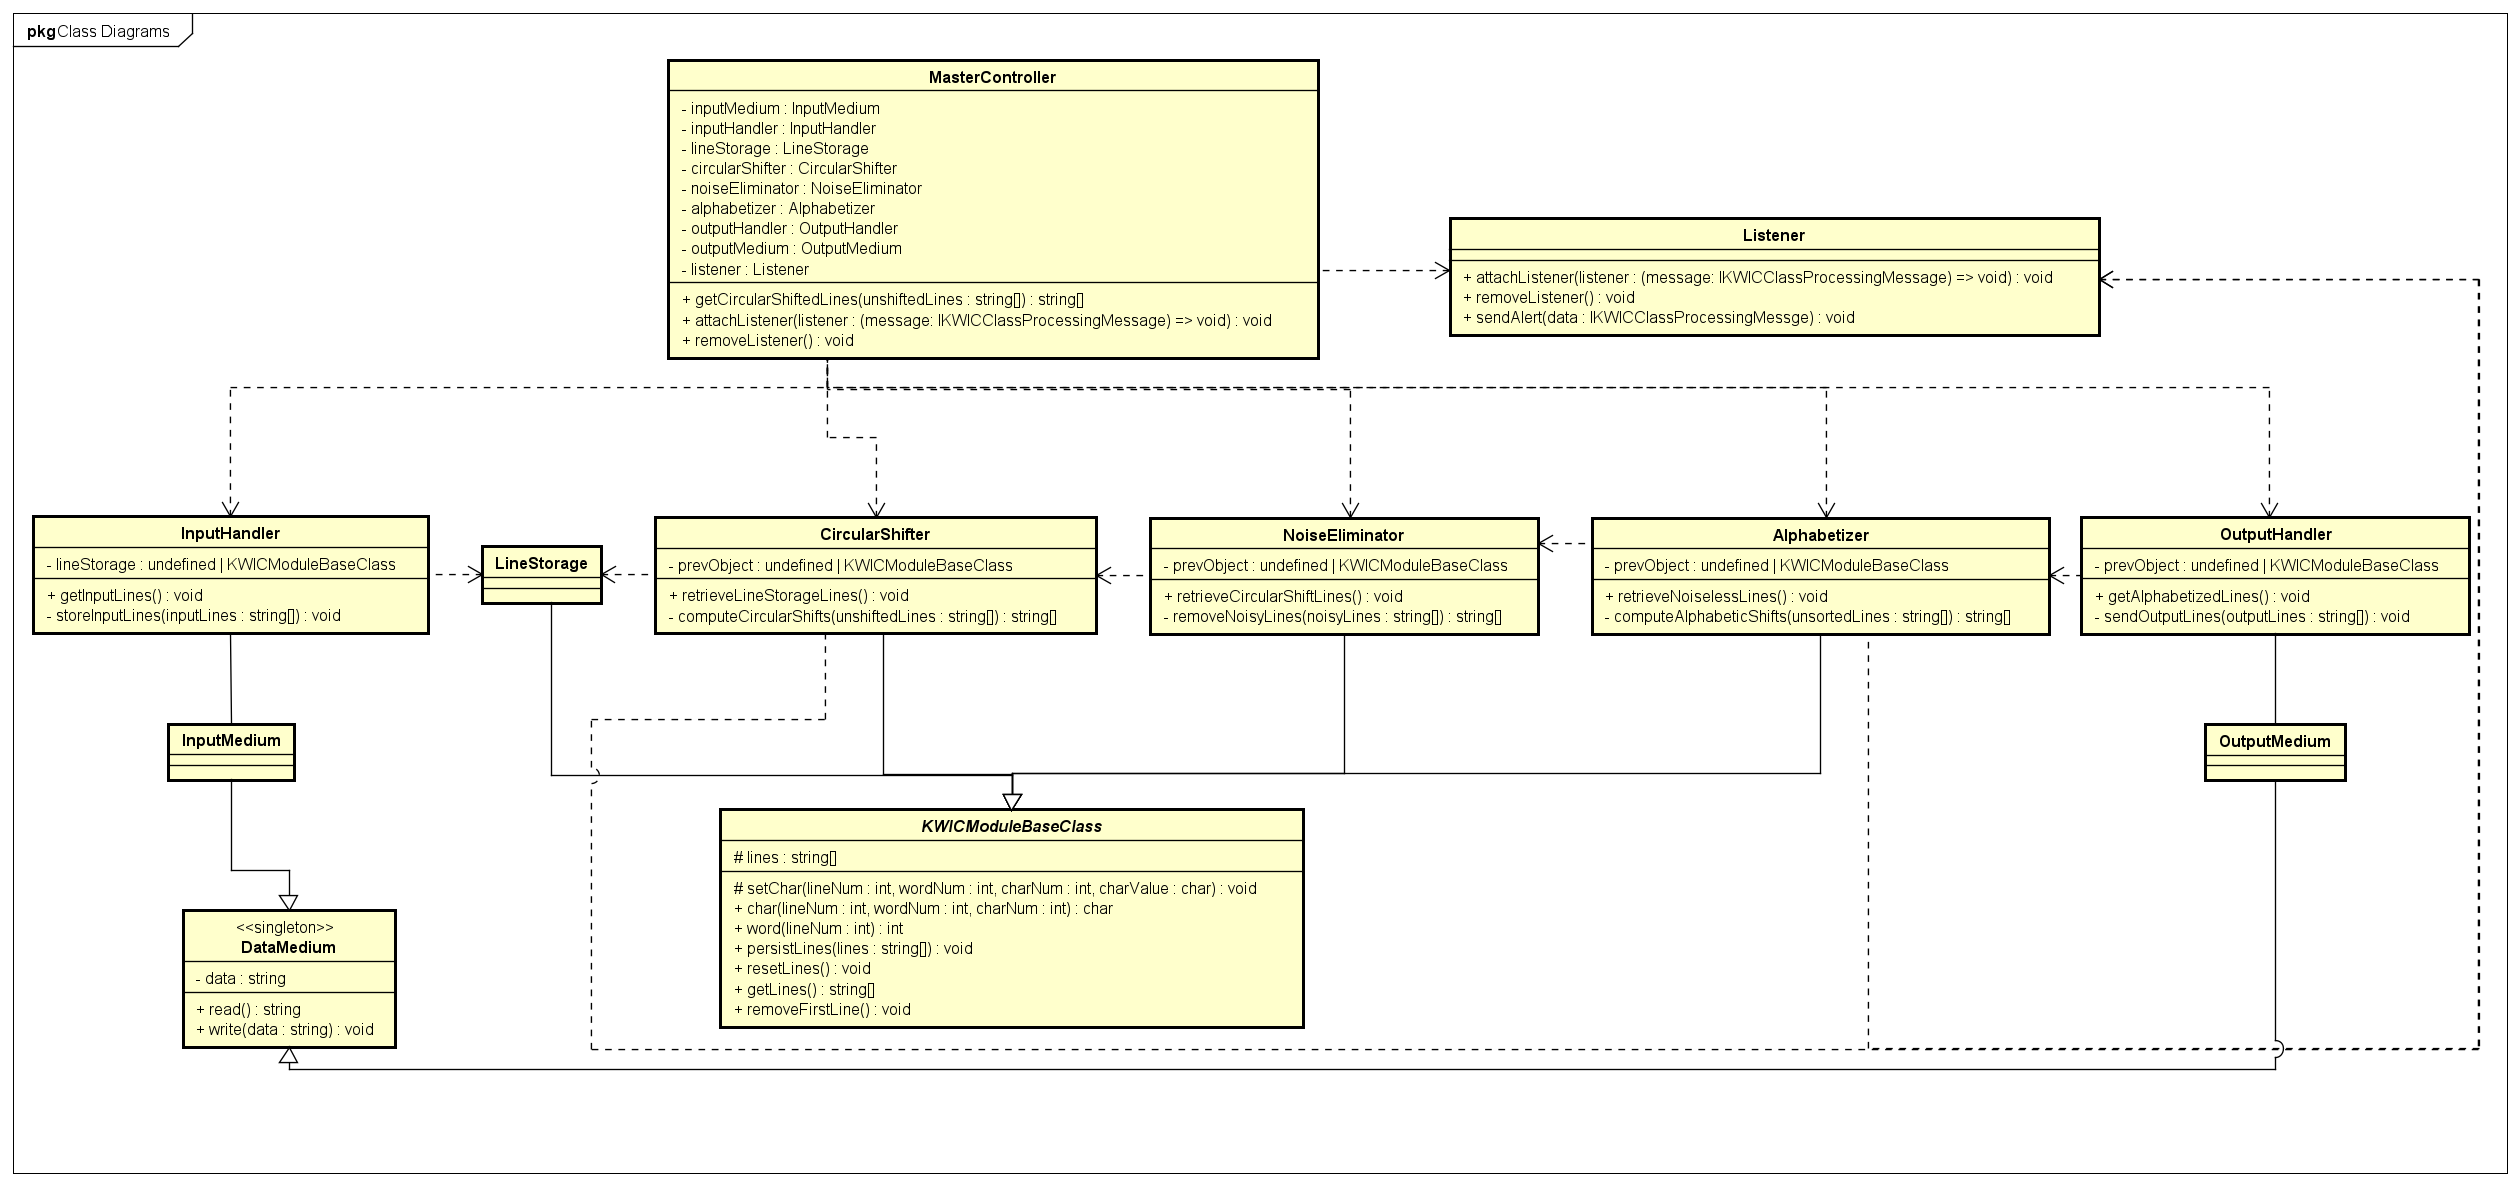 pkg Class Diagrams
MasterController
- inputMedium : InputMedium
- inputHandler : InputHandler
- lineStorage : LineStorage
- circularShifter : CircularShifter
- noiseEliminator : NoiseEliminator
- alphabetizer : Alphabetizer
- outputHandler : OutputHandler
- outputMedium : OutputMedium
- listener : Listener
+ getCircularShiftedLines(unshiftedLines : string[]) : string[]
+ attachListener(listener : (message: IKWICClassProcessingMessage) => void) : void
+ removeListener() : void
Listener
+ attachListener(listener : (message: IKWICClassProcessingMessage) => void) : void
+ removeListener() : void
+ sendAlert(data : IKWICClassProcessingMessge) : void
InputHandler
- lineStorage : undefined | KWICModuleBaseClass
+ getInputLines() : void
- storeInputLines(inputLines : string[]) : void
LineStorage
CircularShifter
- prevObject : undefined | KWICModuleBaseClass
+ retrieveLineStorageLines() : void
- computeCircularShifts(unshiftedLines : string[]) : string[]
NoiseEliminator
- prevObject : undefined | KWICModuleBaseClass
+ retrieveCircularShiftLines() : void
- removeNoisyLines(noisyLines : string[]) : string[]
Alphabetizer
- prevObject : undefined | KWICModuleBaseClass
+ retrieveNoiselessLines() : void
- computeAlphabeticShifts(unsortedLines : string[]) : string[]
OutputHandler
- prevObject : undefined | KWICModuleBaseClass
+ getAlphabetizedLines() : void
- sendOutputLines(outputLines : string[]) : void
InputMedium
OutputMedium
KWICModuleBaseClass
# lines : string[]
# setChar(lineNum : int, wordNum : int, charNum : int, charValue : char) : void
+ char(lineNum : int, wordNum : int, charNum : int) : char
+ word(lineNum : int) : int
+ persistLines(lines : string[]) : void
+ resetLines() : void
+ getLines() : string[]
+ removeFirstLine() : void
<<singleton>>
DataMedium
- data : string
+ read() : string
+ write(data : string) : void